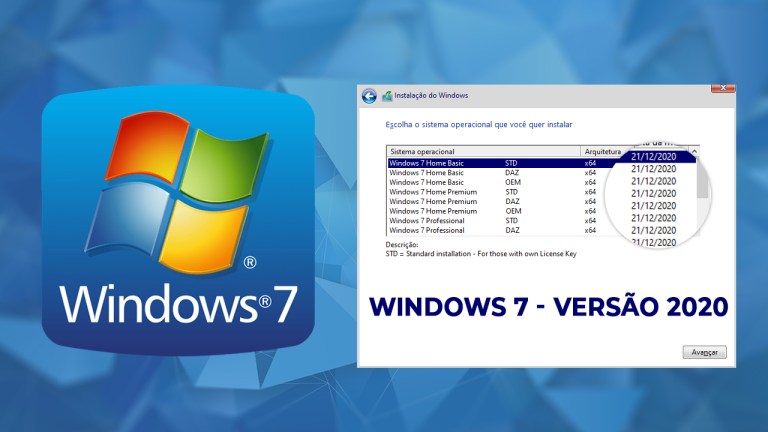 Windows® 7 ®
Instalação do Windows
Escolha o sistema operacional que você quer instalar
Sistema operacional Arquitetura
Windows 7 Home Basic STD x64 21/12/2020
Windows 7 Home Basic DAZ x64 21/12/2020
Windows 7 Home Basic OEM x64 21/12/2020
Windows 7 Home Premium STD x64 21/12/2020
Windows 7 Home Premium DAZ x64 21/12/2020
Windows 7 Home Premium OEM x64 21/12/2020
Windows 7 Professional STD x64 21/12/2020
Windows 7 Professional DAZ x64 21/12/2020
Descrição:
STD = Standard installation - For those with own License Key
WINDOWS 7 - VERSÃO 2020
Avançar